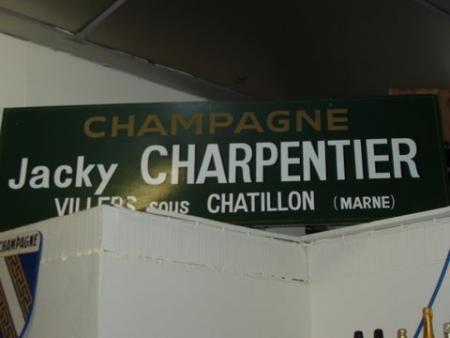 CHAMPAGNE
Jacky CHARPENTIER
VILLERS sous CHATILLON (MARNE)
CHAMPAGNE